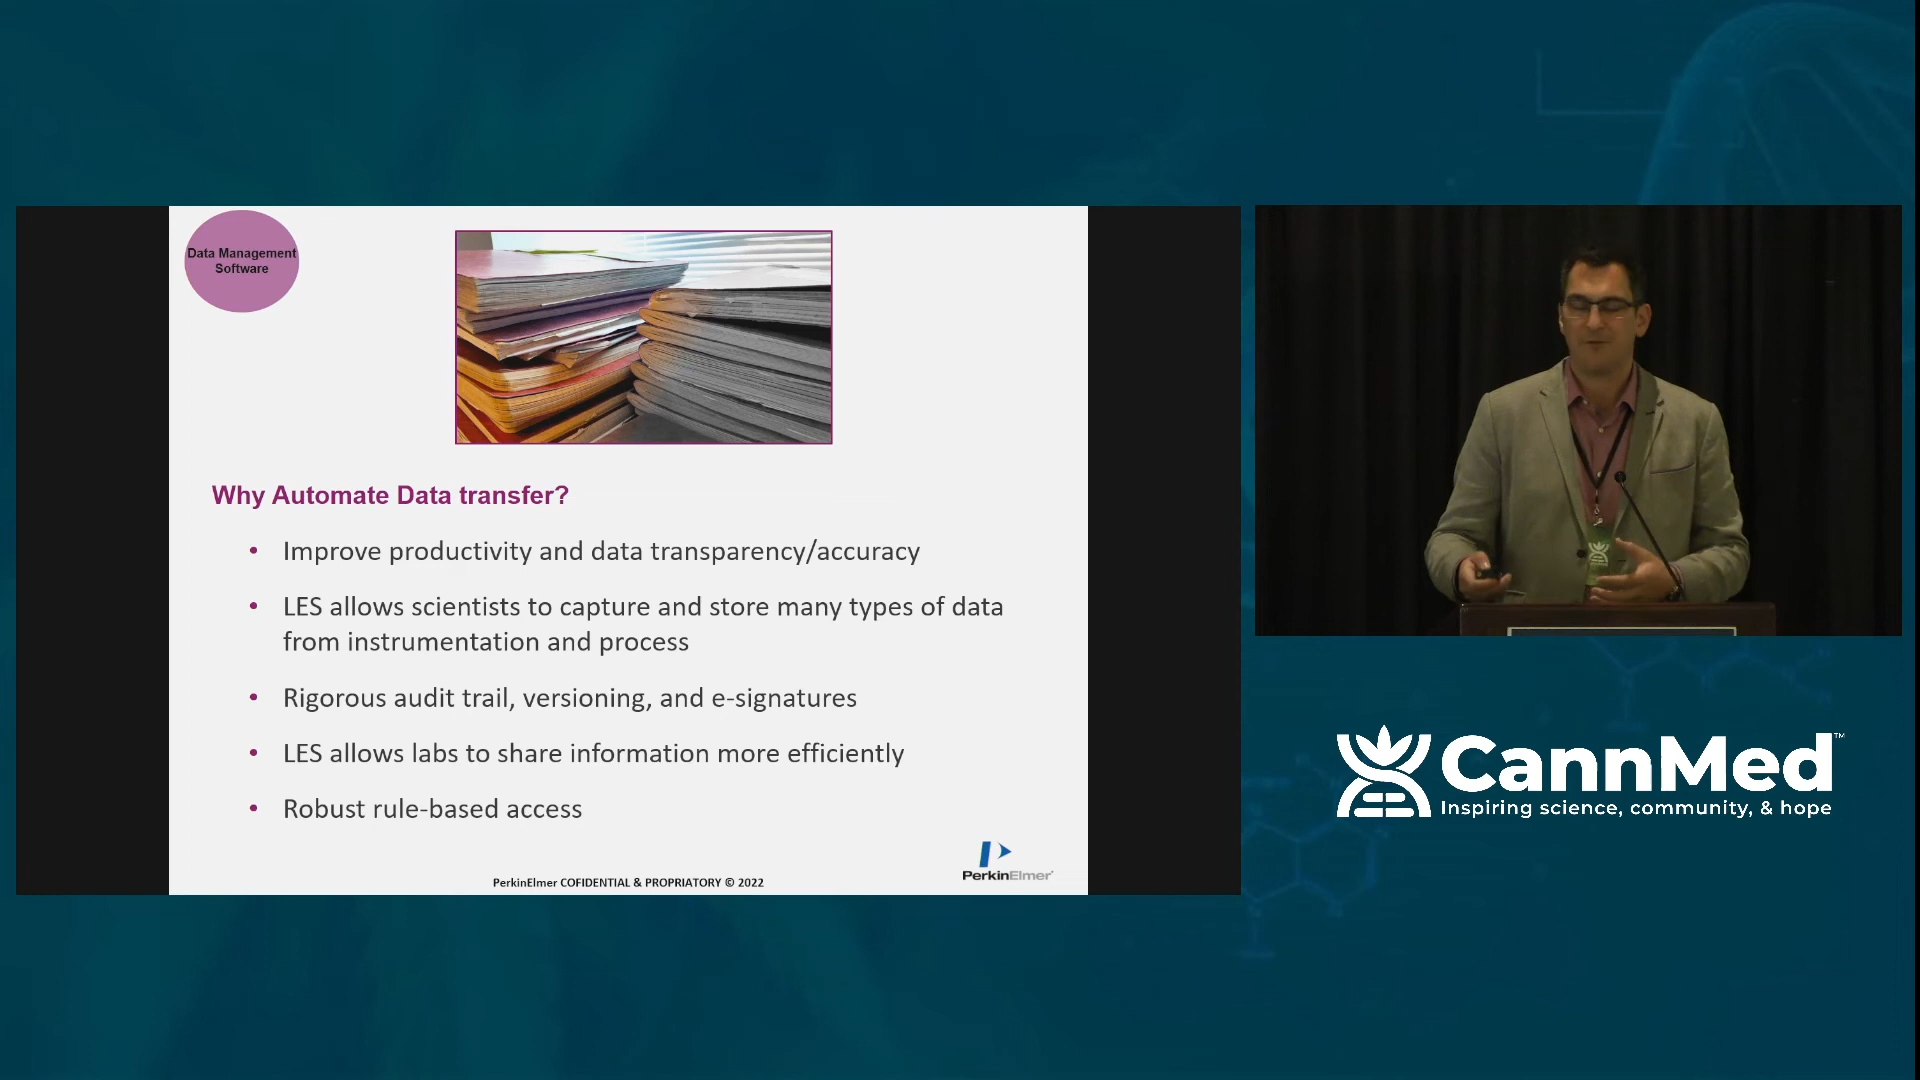 Data Management
Software
Why Automate Data transfer?
• Improve productivity and data transparency/accuracy
• LES allows scientists to capture and store many types of data
from instrumentation and process
• Rigorous audit trail, versioning, and e-signatures
• LES allows labs to share information more efficiently
• Robust rule-based access
PerkinElmer COFIDENTIAL & PROPRIATORY © 2022
PerkinElmer
CannMed™
Inspiring science, community, & hope